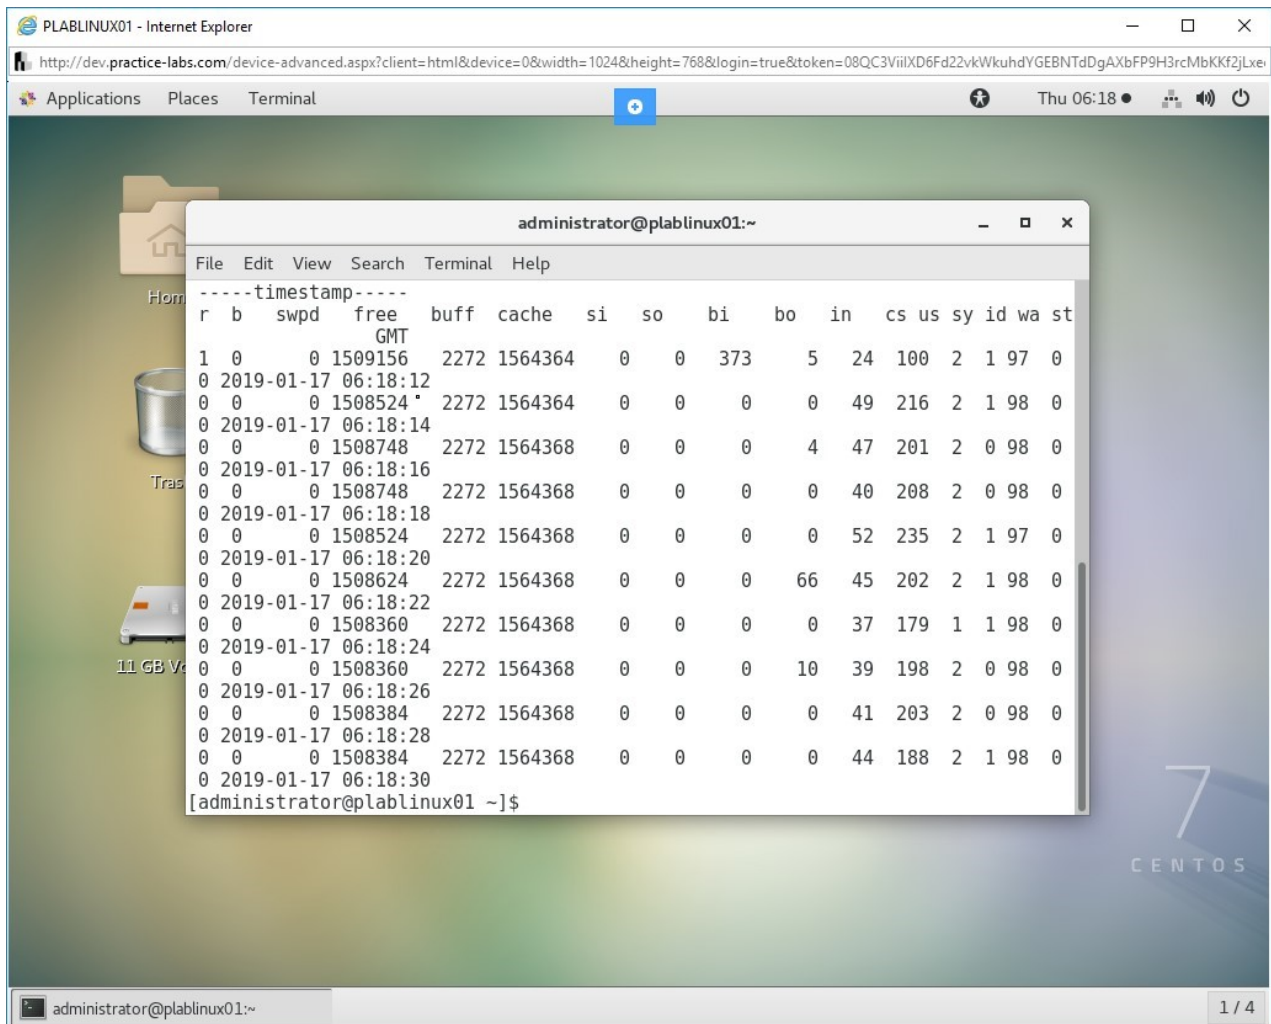 PLABLINUX01 - Internet Explorer
http://dev.practice-labs.com/device-advanced.aspx?client=html&device=0&width=1024&height=768&login=true&token=08QC3ViiIXD6Fd22vkWkuhdYGEBNTdDgAXbFP9H3rcMbKKf2jLxe
Applications Places Terminal Thu 06:18
administrator@plablinux01:~
File Edit View Search Terminal Help
Hom
Tras
11 GB Vo
-----timestamp-----
r b swpd free buff cache si so bi bo in cs us sy id wa st
GMT
1 0 0 1509156 2272 1564364 0 0 373 5 24 100 2 1 97 0
0 2019-01-17 06:18:12
0 0 0 1508524 2272 1564364 0 0 0 0 49 216 2 1 98 0
0 2019-01-17 06:18:14
0 0 0 1508748 2272 1564368 0 0 0 4 47 201 2 0 98 0
0 2019-01-17 06:18:16
0 0 0 1508748 2272 1564368 0 0 0 0 40 208 2 0 98 0
0 2019-01-17 06:18:18
0 0 0 1508524 2272 1564368 0 0 0 0 52 235 2 1 97 0
0 2019-01-17 06:18:20
0 0 0 1508624 2272 1564368 0 0 0 66 45 202 2 1 98 0
0 2019-01-17 06:18:22
0 0 0 1508360 2272 1564368 0 0 0 0 37 179 1 1 98 0
0 2019-01-17 06:18:24
0 0 0 1508360 2272 1564368 0 0 0 10 39 198 2 0 98 0
0 2019-01-17 06:18:26
0 0 0 1508384 2272 1564368 0 0 0 0 41 203 2 0 98 0
0 2019-01-17 06:18:28
0 0 0 1508384 2272 1564368 0 0 0 0 44 188 2 1 98 0
0 2019-01-17 06:18:30
[administrator@plablinux01 ~]$
7
CENTOS
administrator@plablinux01:~ 1 / 4